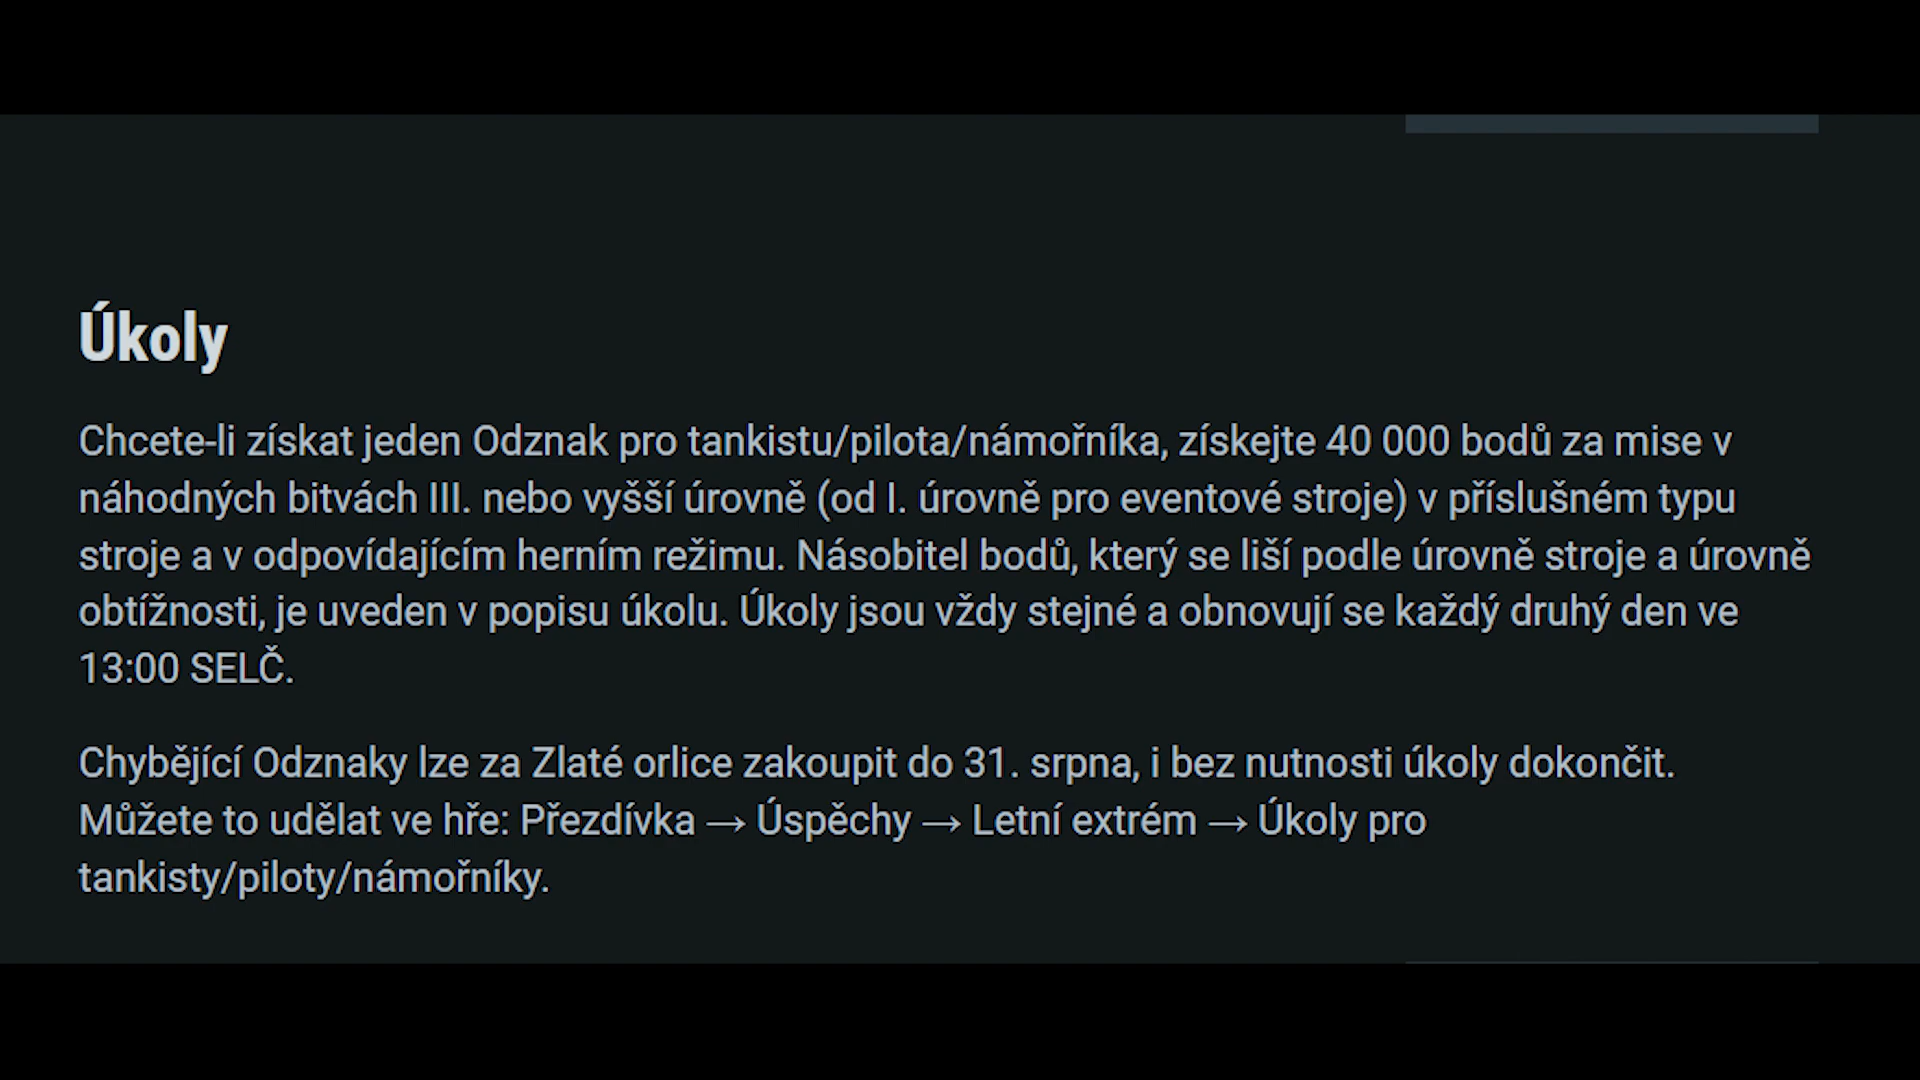 Úkoly
Chcete-li získat jeden Odznak pro tankistu/pilota/námořníka, získejte 40 000 bodů za mise v
náhodných bitvách III. nebo vyšší úrovně (od I. úrovně pro eventové stroje) v příslušném typu
stroje a v odpovídajícím herním režimu. Násobitel bodů, který se liší podle úrovně stroje a úrovně
obtížnosti, je uveden v popisu úkolu. Úkoly jsou vždy stejné a obnovují se každý druhý den ve
13:00 SELČ.
Chybějící Odznaky lze za Zlaté orlice zakoupit do 31. srpna, i bez nutnosti úkoly dokončit.
Můžete to udělat ve hře: Přezdívka → Úspěchy → Letní extrém → Úkoly pro
tankisty/piloty/námořníky.